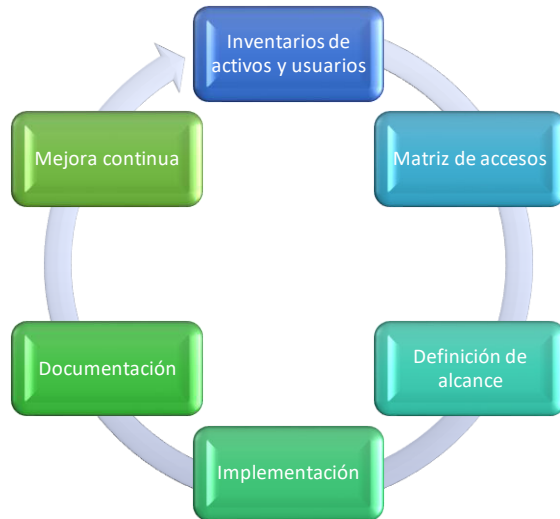 Inventarios de
activos y usuarios
Matriz de accesos
Definición de
alcance
Implementación
Documentación
Mejora continua